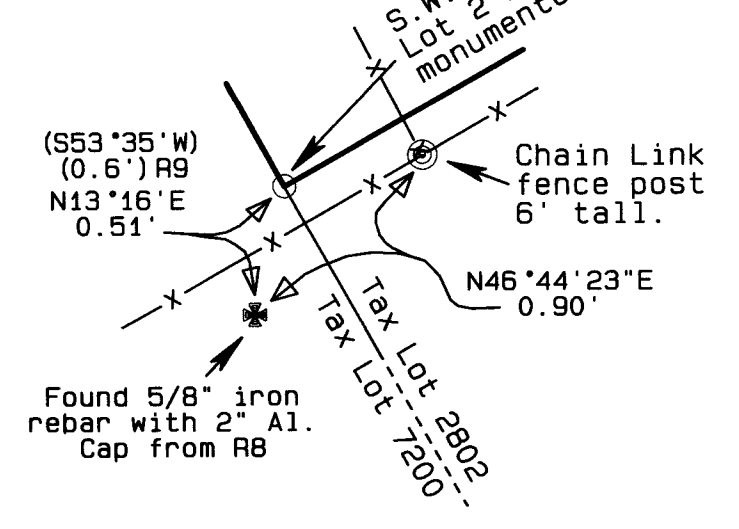 S.W.
Lot 2
monumente
(S53°35'W)
(0.6') R9
N13°16'E
0.51'
Chain Link
fence post
6' tall.
N46°44'23"E
0.90'
Tax Lot 2802
Tax Lot 7200
Found 5/8" iron
rebar with 2" Al.
Cap from R8
X
X
X
X
X